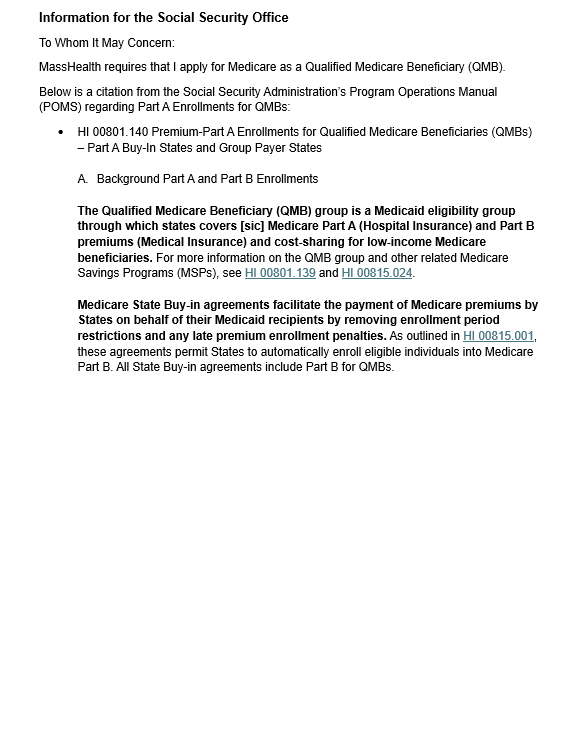 Information for the Social Security Office
To Whom It May Concern:
MassHealth requires that I apply for Medicare as a Qualified Medicare Beneficiary (QMB).
Below is a citation from the Social Security Administration's Program Operations Manual
(POMS) regarding Part A Enrollments for QMBs:
• HI 00801.140 Premium-Part A Enrollments for Qualified Medicare Beneficiaries (QMBs)
– Part A Buy-In States and Group Payer States
A. Background Part A and Part B Enrollments
The Qualified Medicare Beneficiary (QMB) group is a Medicaid eligibility group
through which states covers [sic] Medicare Part A (Hospital Insurance) and Part B
premiums (Medical Insurance) and cost-sharing for low-income Medicare
beneficiaries. For more information on the QMB group and other related Medicare
Savings Programs (MSPs), see HI 00801.139 and HI 00815.024.
Medicare State Buy-in agreements facilitate the payment of Medicare premiums by
States on behalf of their Medicaid recipients by removing enrollment period
restrictions and any late premium enrollment penalties. As outlined in HI 00815.001,
these agreements permit States to automatically enroll eligible individuals into Medicare
Part B. All State Buy-in agreements include Part B for QMBs.